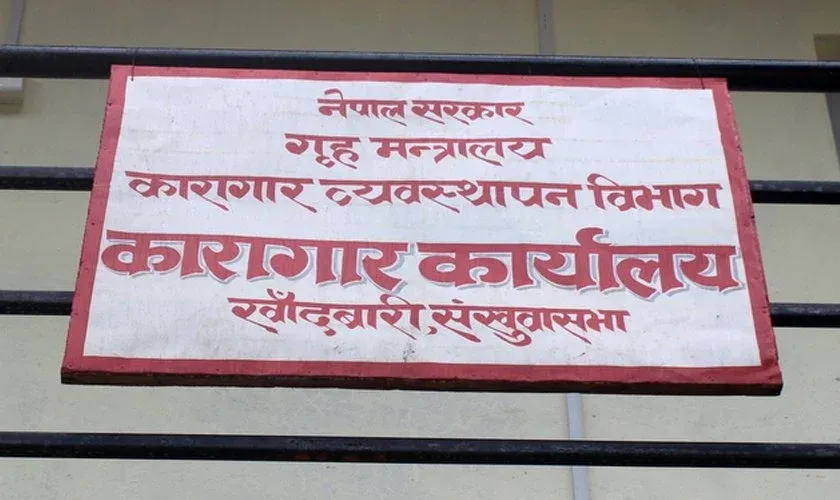 नेपाल सरकार
गृह मन्त्रालय
कारागार व्यवस्थापन विभाग
कारागार कार्यालय
खाँदबारी, संखुवासभा